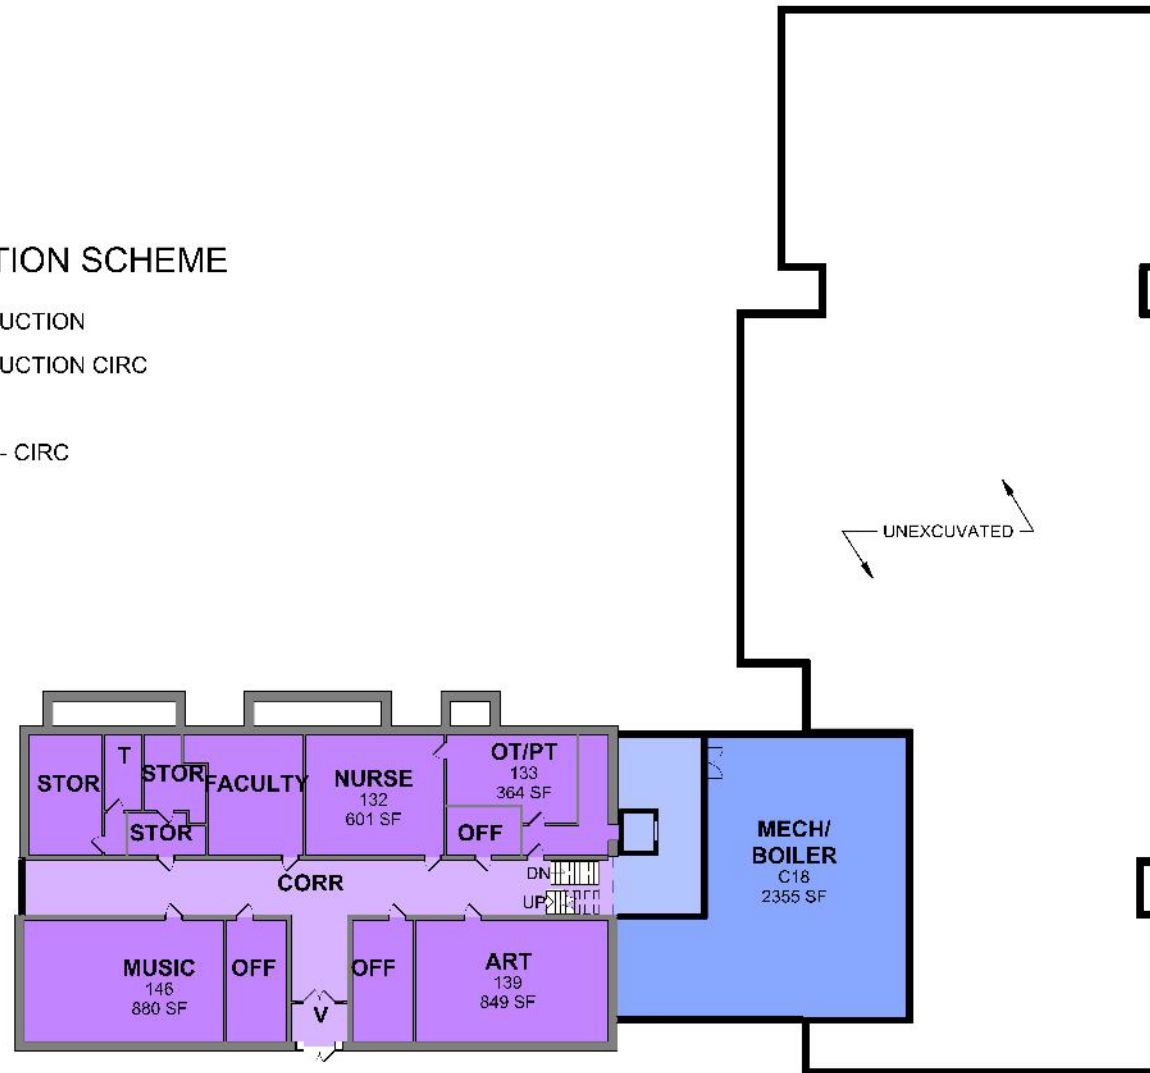 TION SCHEME
UCTION
UCTION CIRC
- CIRC
UNEXCUVATED
STOR
T
STOR
STOR
FACULTY
NURSE
132
601 SF
OT/PT
133
364 SF
OFF
MECH/
BOILER
C18
2355 SF
CORR
DN
UP
MUSIC
146
880 SF
OFF
V
OFF
ART
139
849 SF